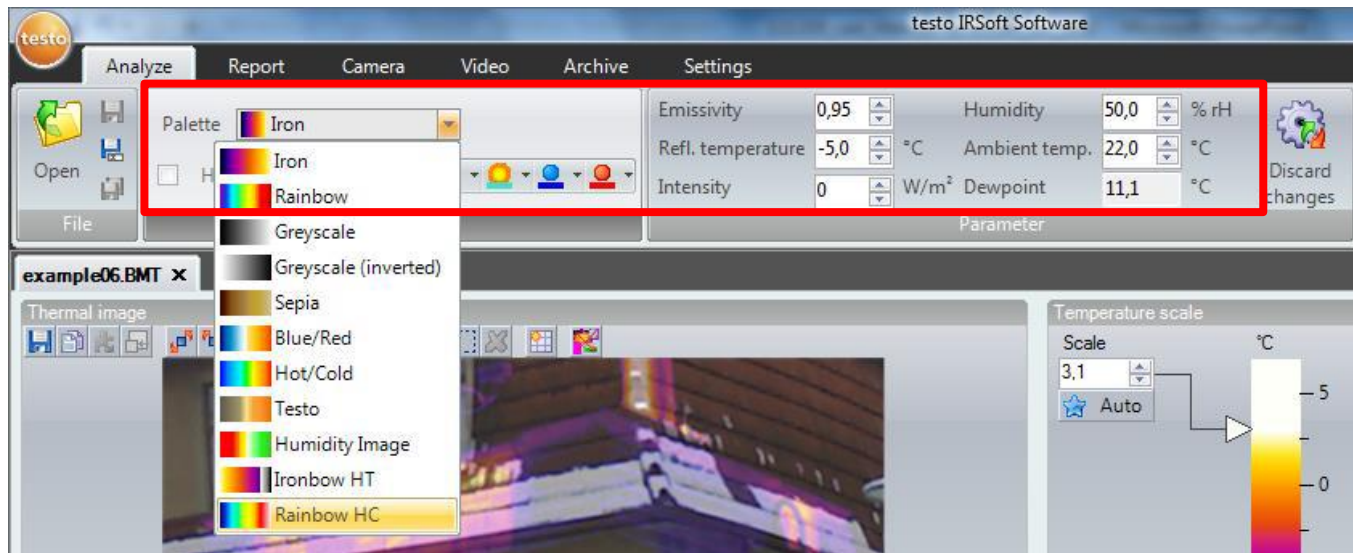 testo IRSoft Software
testo
Analyze Report Camera Video Archive Settings
Palette Iron
Emissivity 0,95 Humidity 50,0 % rH
Refl. temperature -5,0 °C Ambient temp. 22,0 °C
Intensity 0 W/m² Dewpoint 11,1 °C
Open
H
Discard
changes
File
Parameter
Iron
Rainbow
Greyscale
Greyscale (inverted)
Sepia
Blue/Red
Hot/Cold
Testo
Humidity Image
Ironbow HT
Rainbow HC
example06.BMT X
Thermal image
Temperature scale
Scale °C
3,1
Auto
5
0